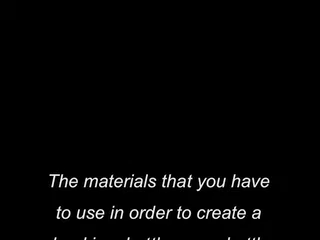 The materials that you have
to use in order to create a